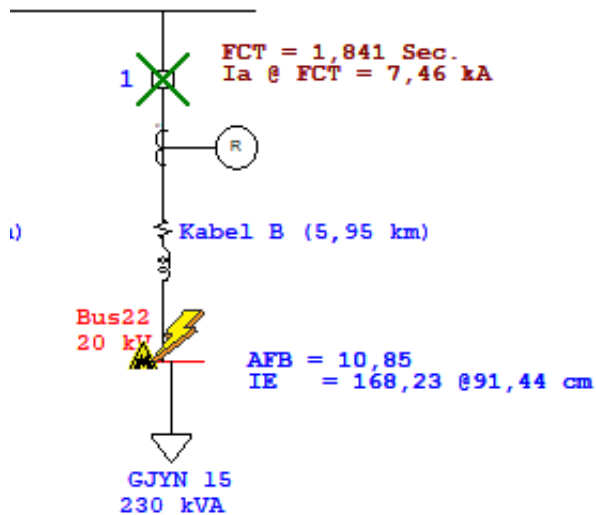 FCT = 1,841 Sec.
1
Ia @ FCT = 7,46 kA
R
) Kabel B (5,95 km)
Bus22
20 kV
AFB = 10,85
IE = 168,23 @91,44 cm
GJYN 15
230 kVA